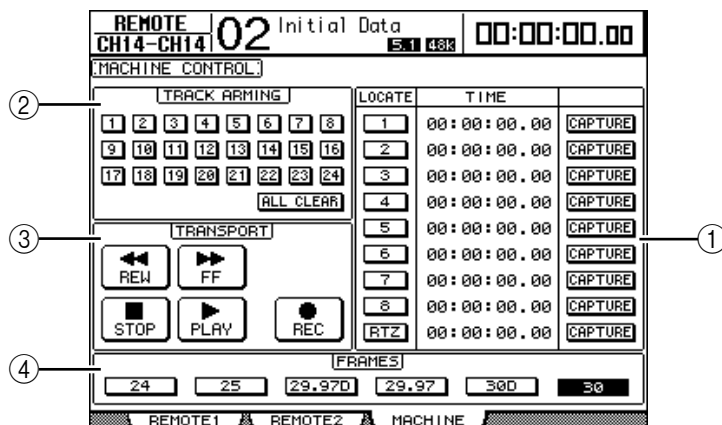 REMOTE
CH14-CH14
02 Initial Data
5.1 48K
00:00:00.00
MACHINE CONTROL
② TRACK ARMING
1 2 3 4 5 6 7 8
9 10 11 12 13 14 15 16
17 18 19 20 21 22 23 24
ALL CLEAR
LOCATE TIME
1 00:00:00.00 CAPTURE
2 00:00:00.00 CAPTURE
3 00:00:00.00 CAPTURE
4 00:00:00.00 CAPTURE
5 00:00:00.00 CAPTURE
6 00:00:00.00 CAPTURE
7 00:00:00.00 CAPTURE
8 00:00:00.00 CAPTURE
RTZ 00:00:00.00 CAPTURE
①
③ TRANSPORT
REW FF
STOP PLAY REC
④ FRAMES
24 25 29.97D 29.97 30D 30
REMOTE1 REMOTE2 MACHINE